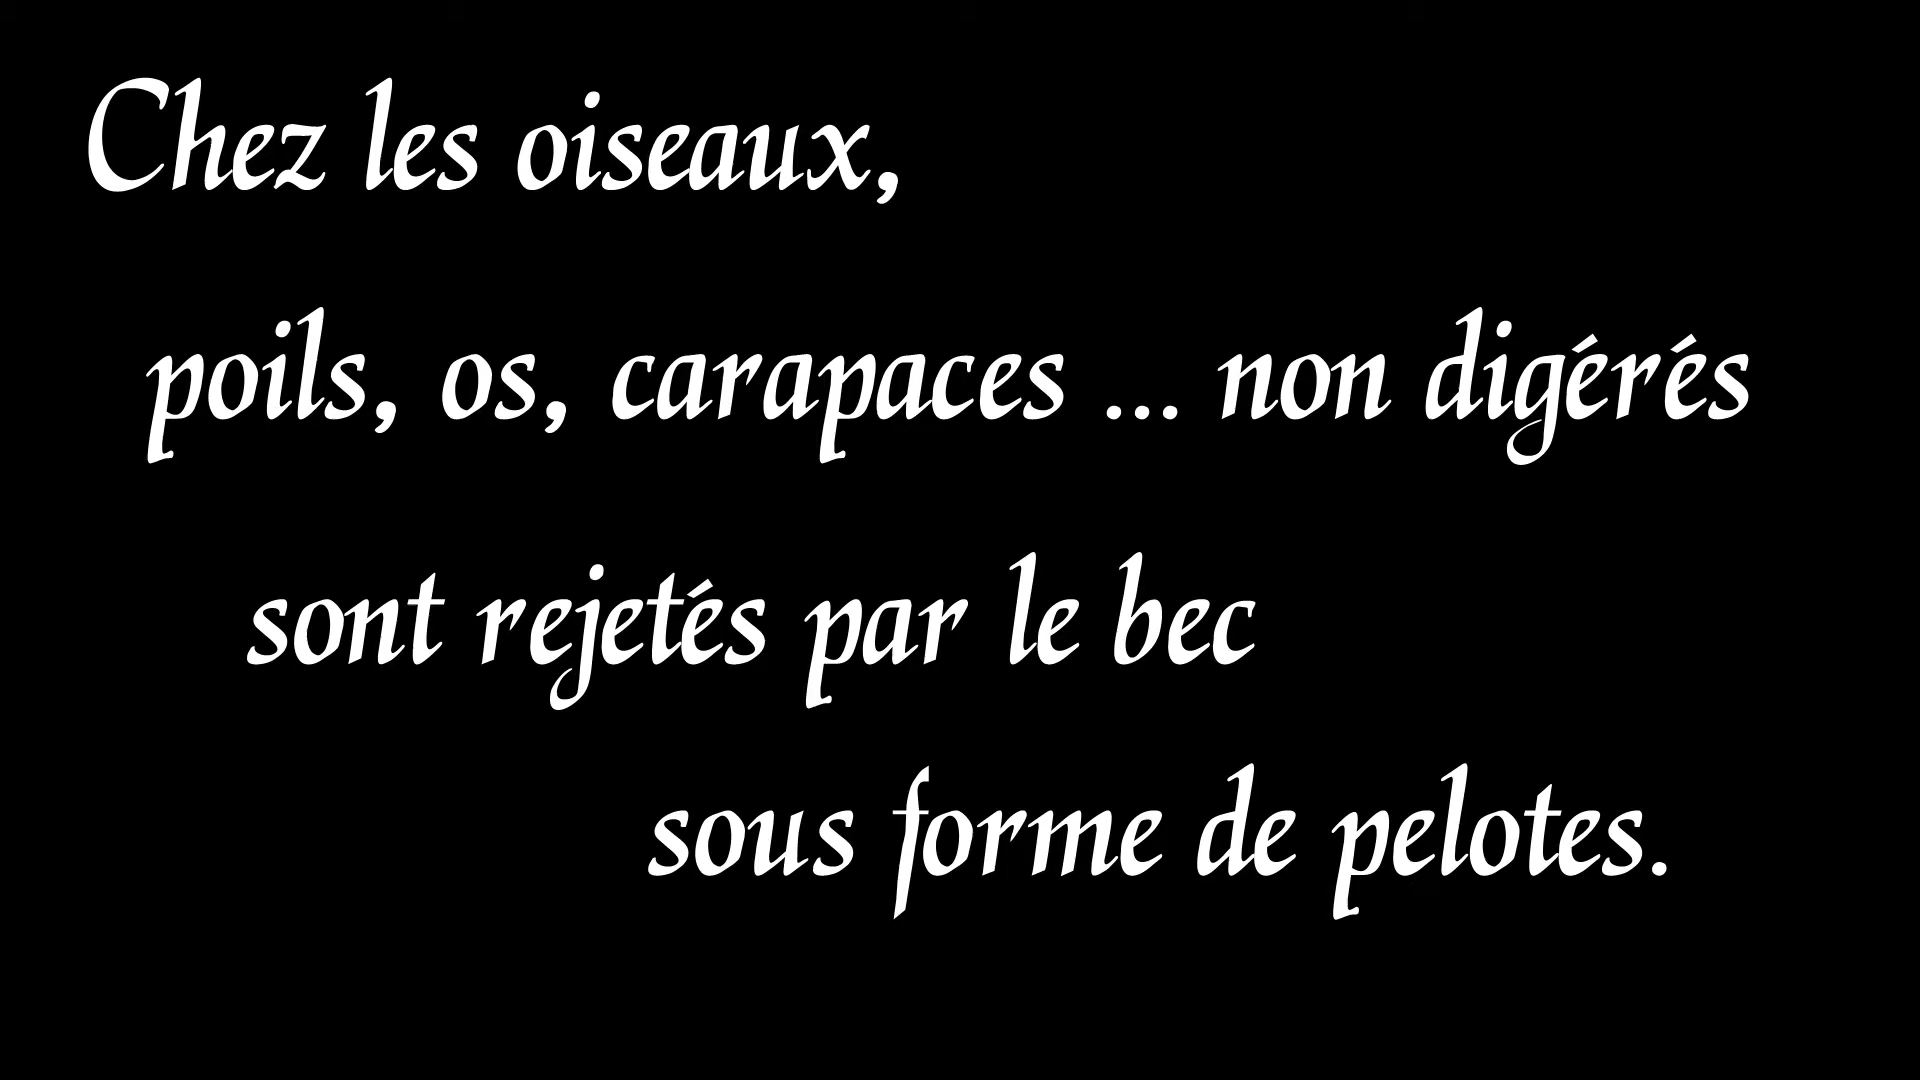 Chez les oiseaux,
poils, os, carapaces ... non digérés
sont rejetés par le bec
sous forme de pelotes.